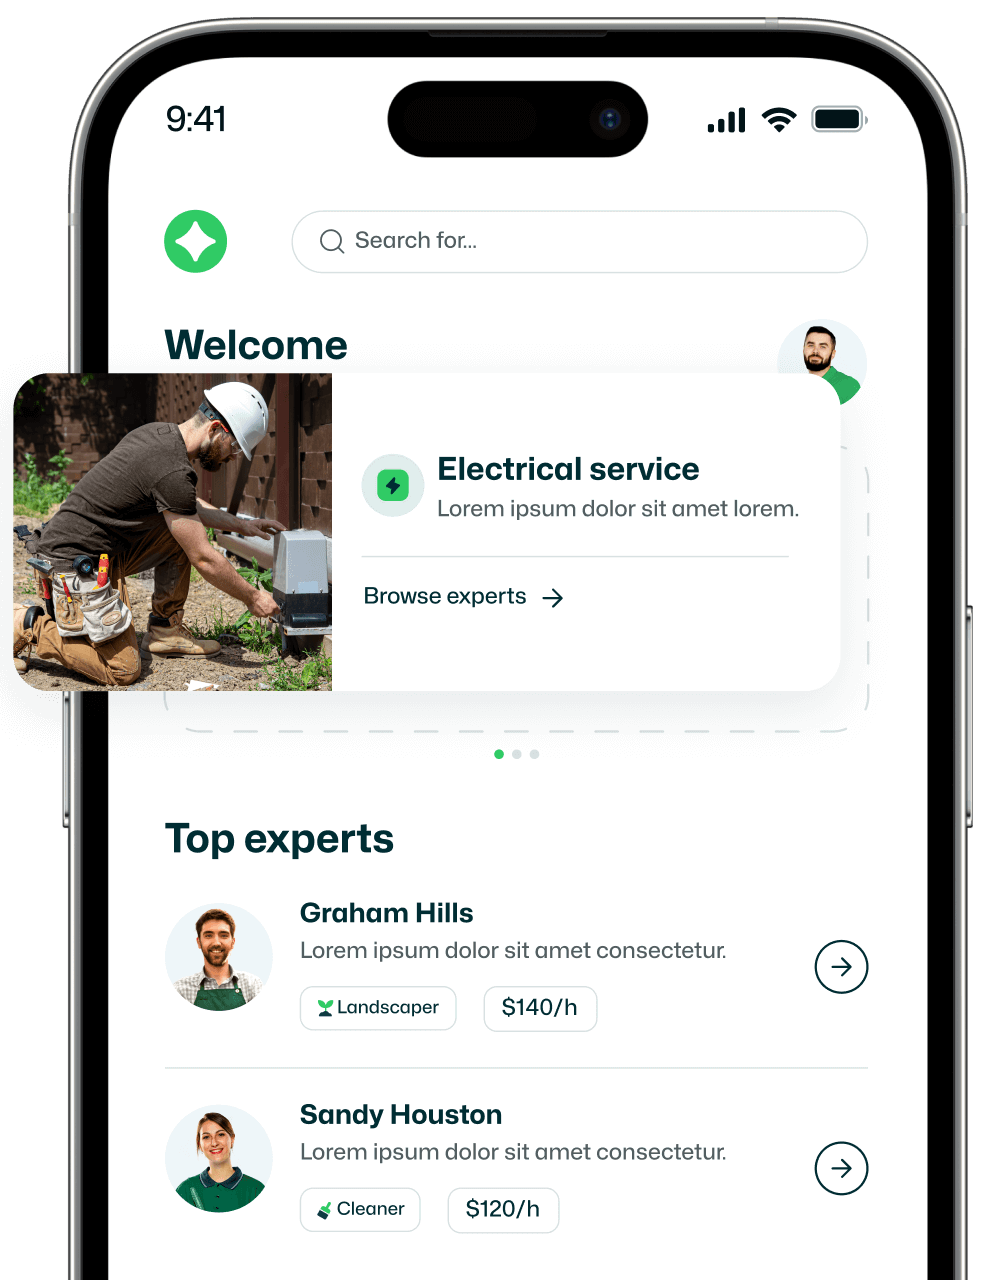 9:41
Search for...
Welcome
Electrical service
Lorem ipsum dolor sit amet lorem.
Browse experts
Top experts
Graham Hills
Lorem ipsum dolor sit amet consectetur.
Landscaper $140/h
Sandy Houston
Lorem ipsum dolor sit amet consectetur.
Cleaner $120/h